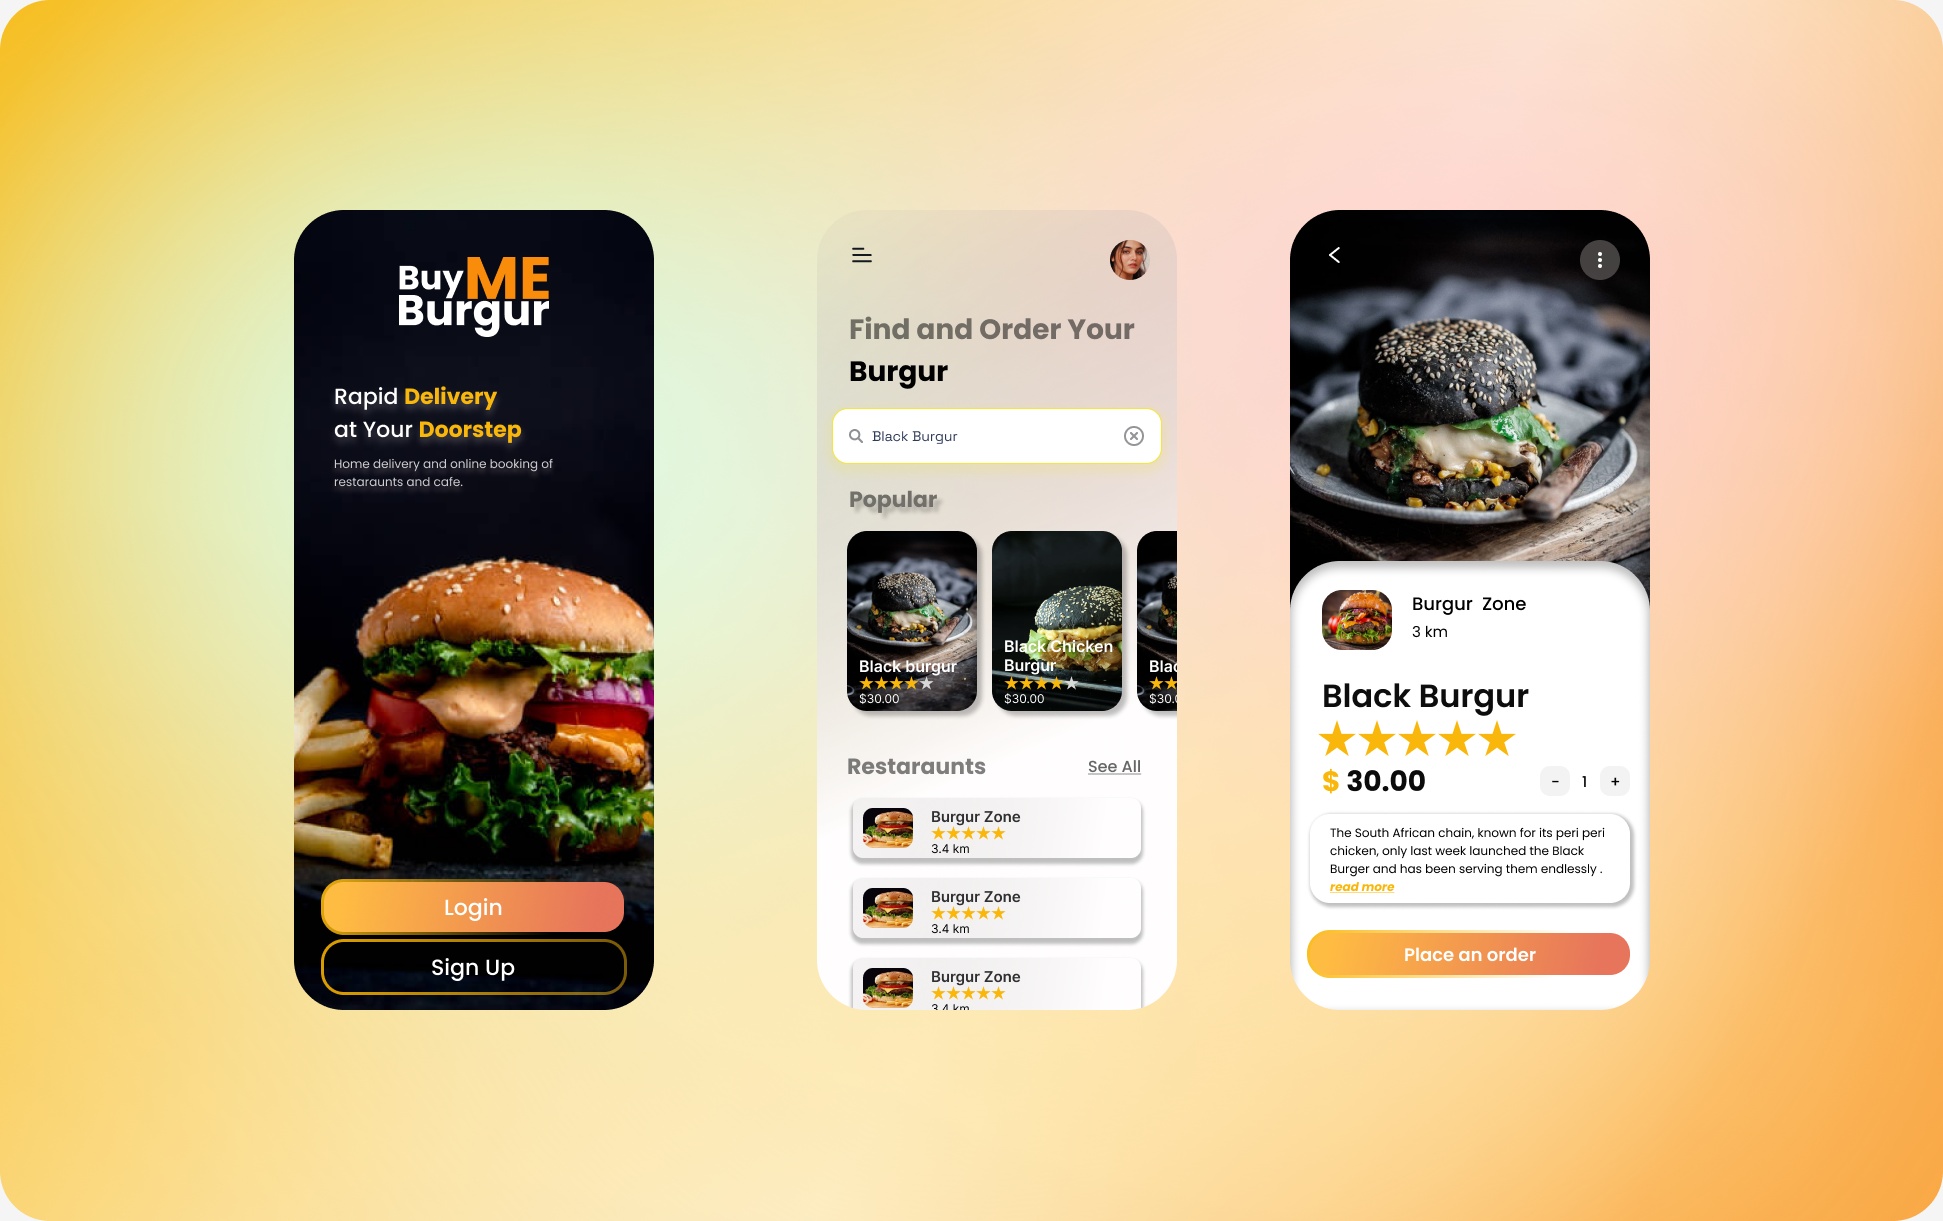 Buy ME
Burgur
Rapid Delivery
at Your Doorstep
Home delivery and online booking of
restaraunts and cafe.
Login
Sign Up
Find and Order Your
Burgur
Black Burgur
Popular
Black burgur
$30.00
Black Chicken
Burgur
$30.00
Blac
$30.0
Restaraunts
See All
Burgur Zone
3.4 km
Burgur Zone
3.4 km
Burgur Zone
3.4 km
Burgur Zone
3 km
Black Burgur
$ 30.00
- 1 +
The South African chain, known for its peri peri
chicken, only last week launched the Black
Burger and has been serving them endlessly .
read more
Place an order